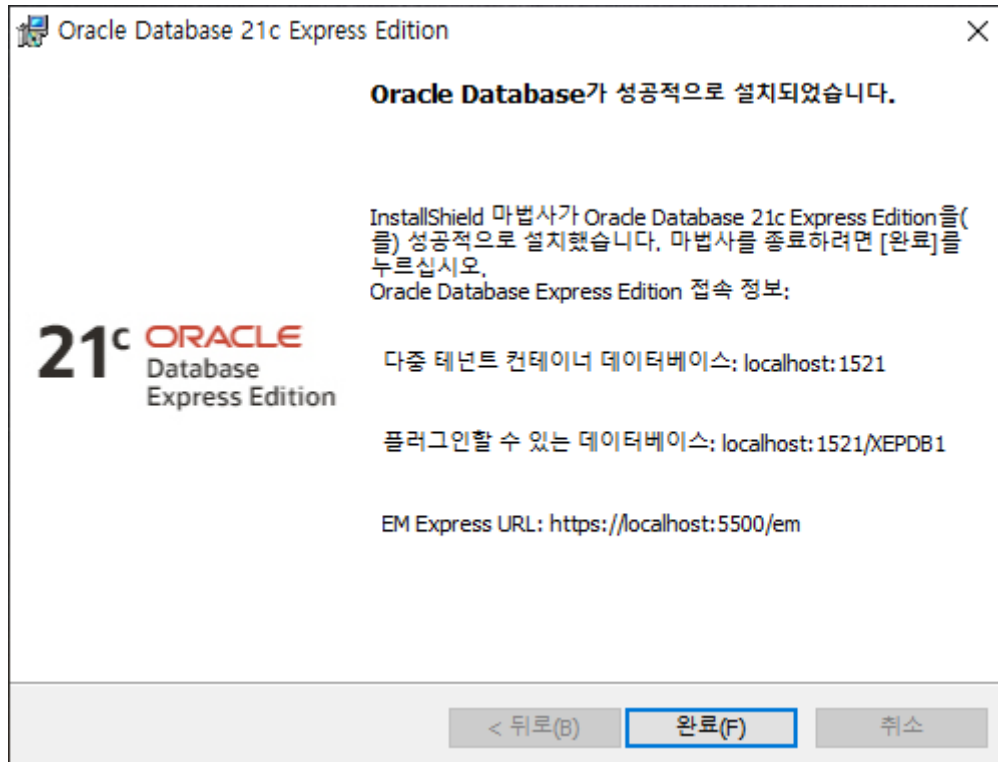 Oracle Database 21c Express Edition
Oracle Database가 성공적으로 설치되었습니다.
InstallShield 마법사가 Oracle Database 21c Express Edition을(
를) 성공적으로 설치했습니다. 마법사를 종료하려면 [완료]를
누르십시오.
Oracle Database Express Edition 접속 정보:
21c ORACLE
Database
Express Edition
다중 테넌트 컨테이너 데이터베이스: localhost:1521
플러그인할 수 있는 데이터베이스: localhost:1521/XEPDB1
EM Express URL: https://localhost:5500/em
< 뒤로(B) 완료(F) 취소